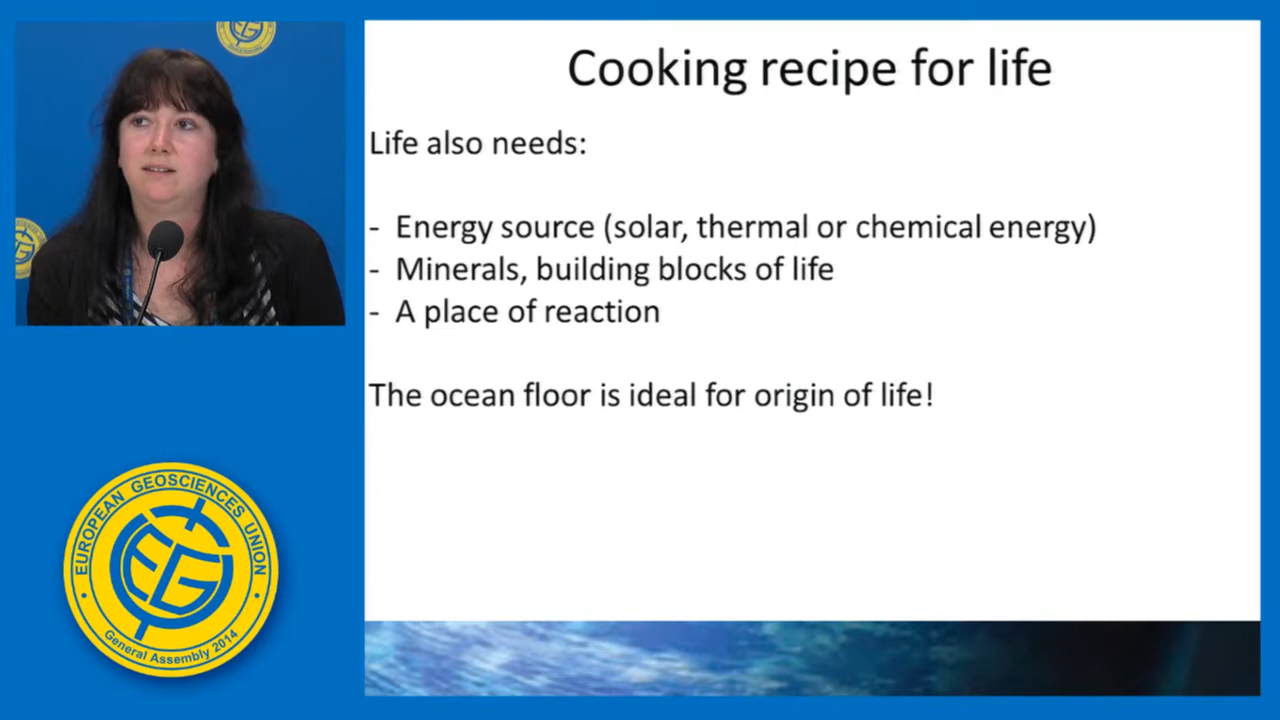 Cooking recipe for life
Life also needs:
- Energy source (solar, thermal or chemical energy)
- Minerals, building blocks of life
- A place of reaction
The ocean floor is ideal for origin of life!
EUROPEAN GEOSCIENCES UNION
EG
General Assembly 2014